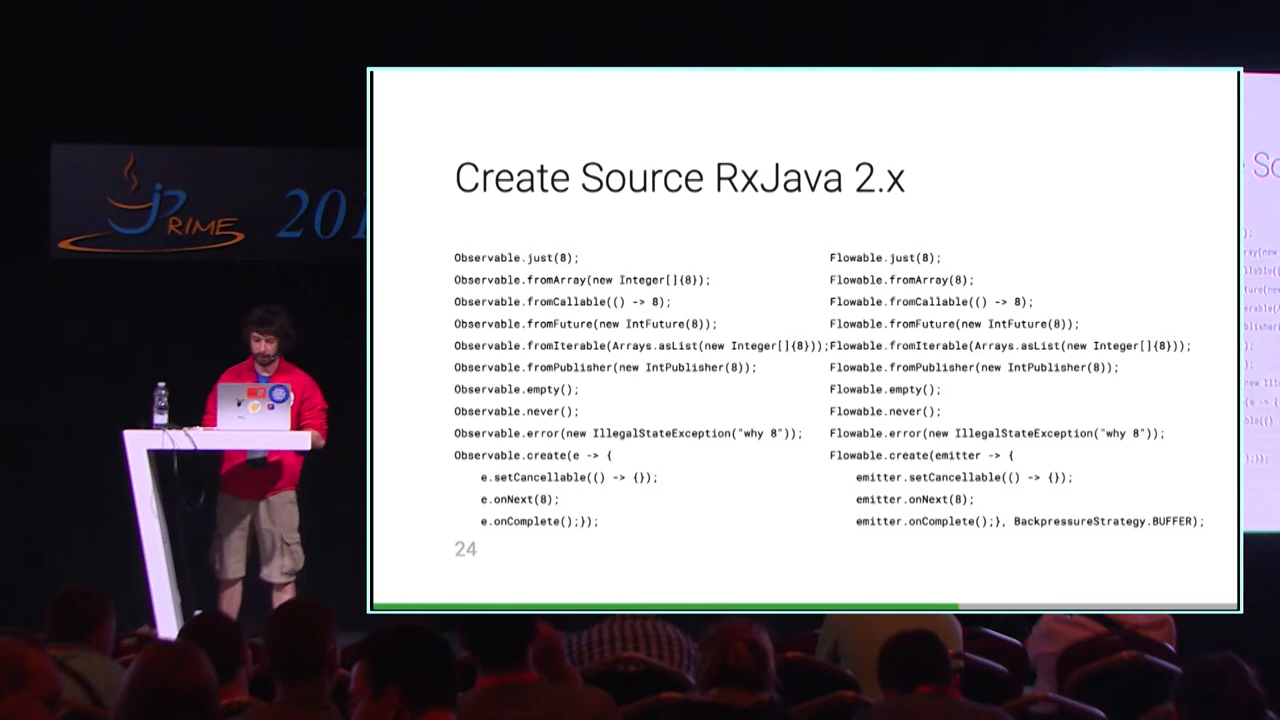 JPRIME 201
Create Source RxJava 2.x
Observable.just(8);
Observable.fromArray(new Integer[]{8});
Observable.fromCallable(() -> 8);
Observable.fromFuture(new IntFuture(8));
Observable.fromIterable(Arrays.asList(new Integer[]{8}));
Observable.fromPublisher(new IntPublisher(8));
Observable.empty();
Observable.never();
Observable.error(new IllegalStateException("why 8"));
Observable.create(e -> {
e.setCancellable(() -> {});
e.onNext(8);
e.onComplete();});
Flowable.just(8);
Flowable.fromArray(8);
Flowable.fromCallable(() -> 8);
Flowable.fromFuture(new IntFuture(8));
Flowable.fromIterable(Arrays.asList(new Integer[]{8}));
Flowable.fromPublisher(new IntPublisher(8));
Flowable.empty();
Flowable.never();
Flowable.error(new IllegalStateException("why 8"));
Flowable.create(emitter -> {
emitter.setCancellable(() -> {});
emitter.onNext(8);
emitter.onComplete();}, BackpressureStrategy.BUFFER);
24